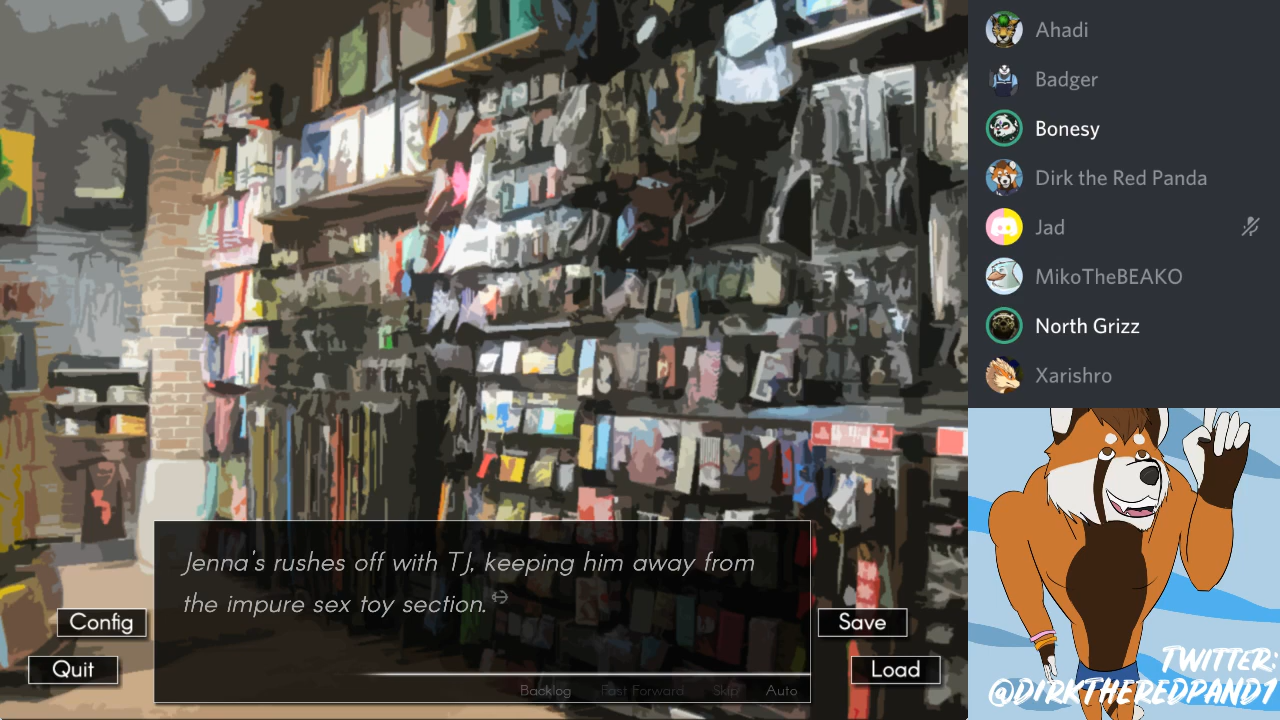 Ahadi
Badger
Bonesy
Dirk the Red Panda
Jad
MikoTheBEAKO
North Grizz
Xarishro
Jenna's rushes off with TJ, keeping him away from
the impure sex toy section.
Config
Quit
Save
Load
Backlog Fast Forward Skip Auto
TWITTER:
@DIRKTHEREDPAND1